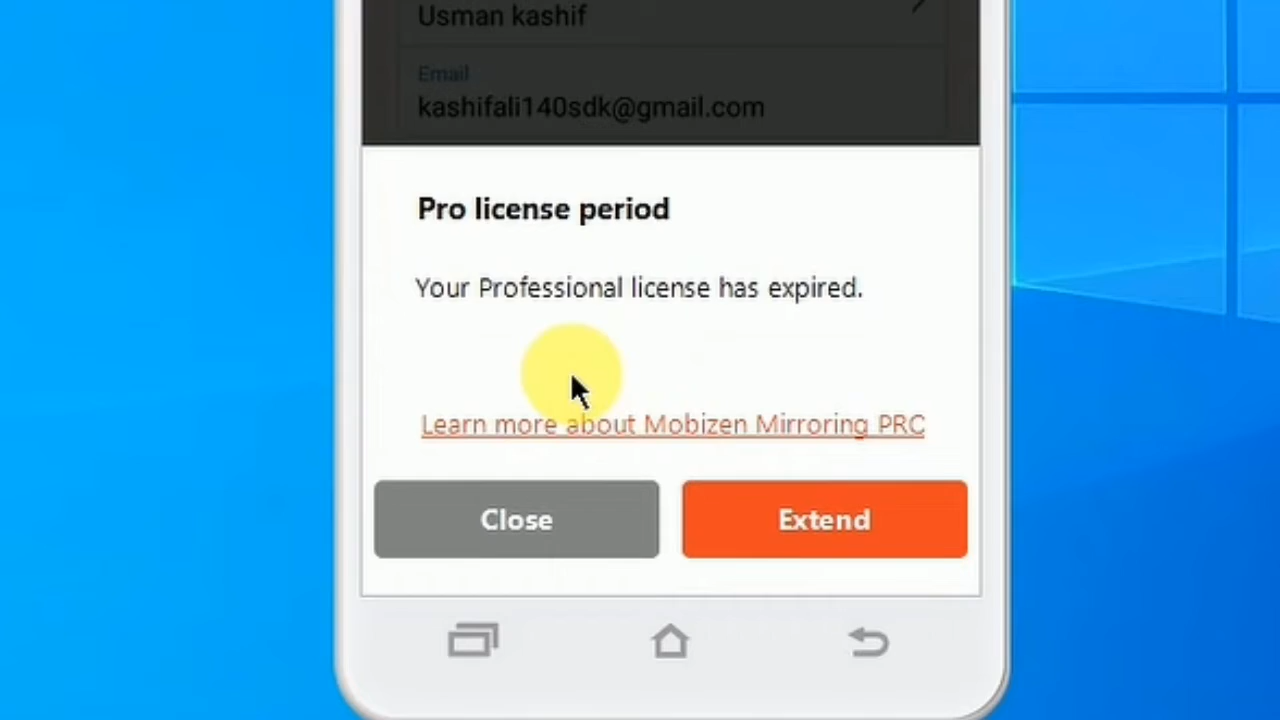 Usman kashif
Email
kashifali140sdk@gmail.com
Pro license period
Your Professional license has expired.
Learn more about Mobizen Mirroring PRC
Close
Extend